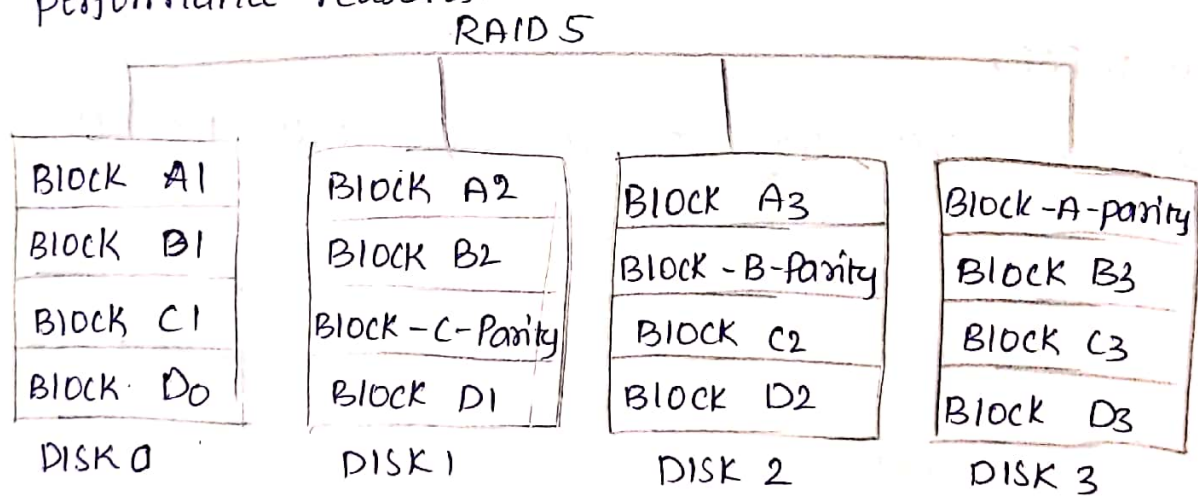 RAID 5
Block A1 Block A2 Block A3 Block-A-parity
Block B1 Block B2 Block-B-Parity Block B3
Block C1 Block-C-Parity Block C2 Block C3
Block D0 Block D1 Block D2 Block D3
DISK 0 DISK 1 DISK 2 DISK 3